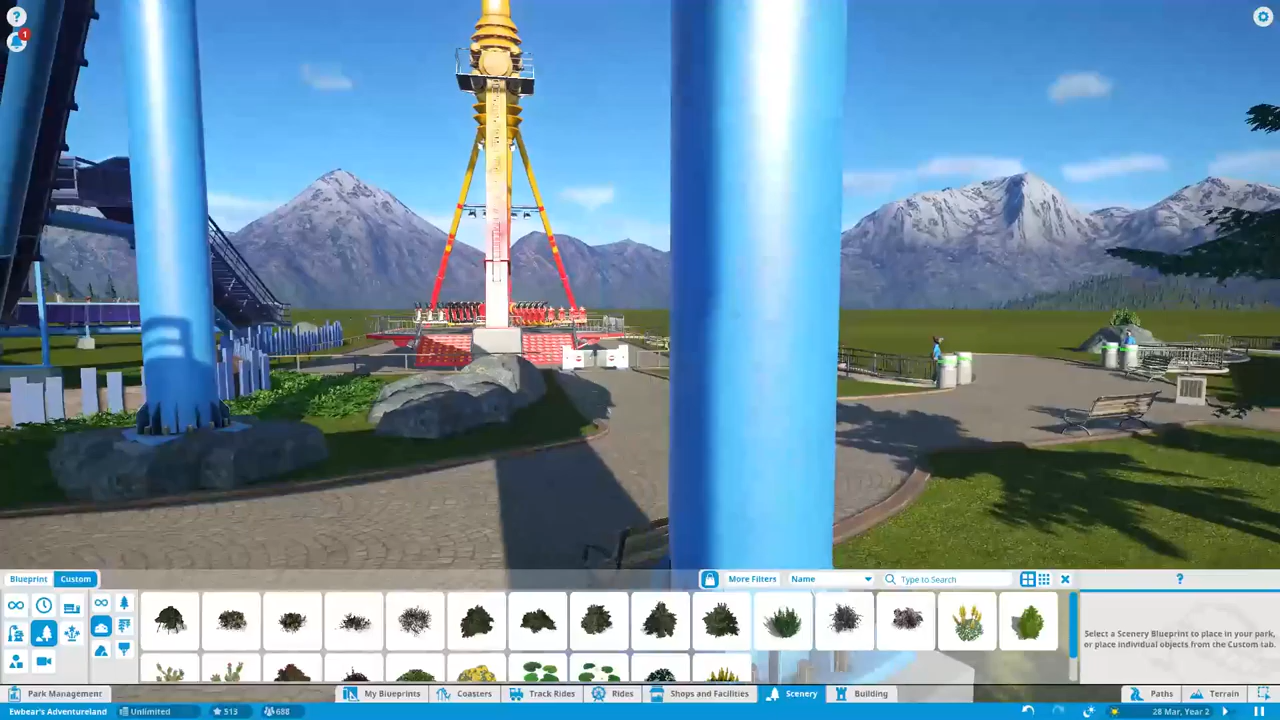 ?
1
Blueprint
Custom
More Filters
Name
Type to Search
?
Select a Scenery Blueprint to place in your park,
or place individual objects from the Custom tab.
Park Management
My Blueprints
Coasters
Track Rides
Rides
Shops and Facilities
Scenery
Building
Paths
Terrain
Ewbear's Adventureland
Unlimited
513
688
28 Mar, Year 2